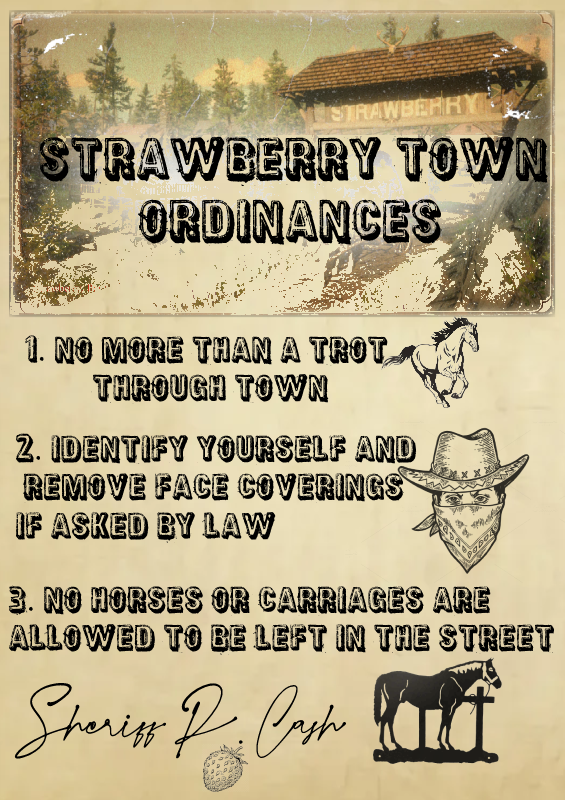 STRAWBERRY
STRAWBERRY TOWN
ORDINANCES
1. NO MORE THAN A TROT
THROUGH TOWN
2. IDENTIFY YOURSELF AND
REMOVE FACE COVERINGS
IF ASKED BY LAW
3. NO HORSES OR CARRIAGES ARE
ALLOWED TO BE LEFT IN THE STREET
Sheriff R. Cash